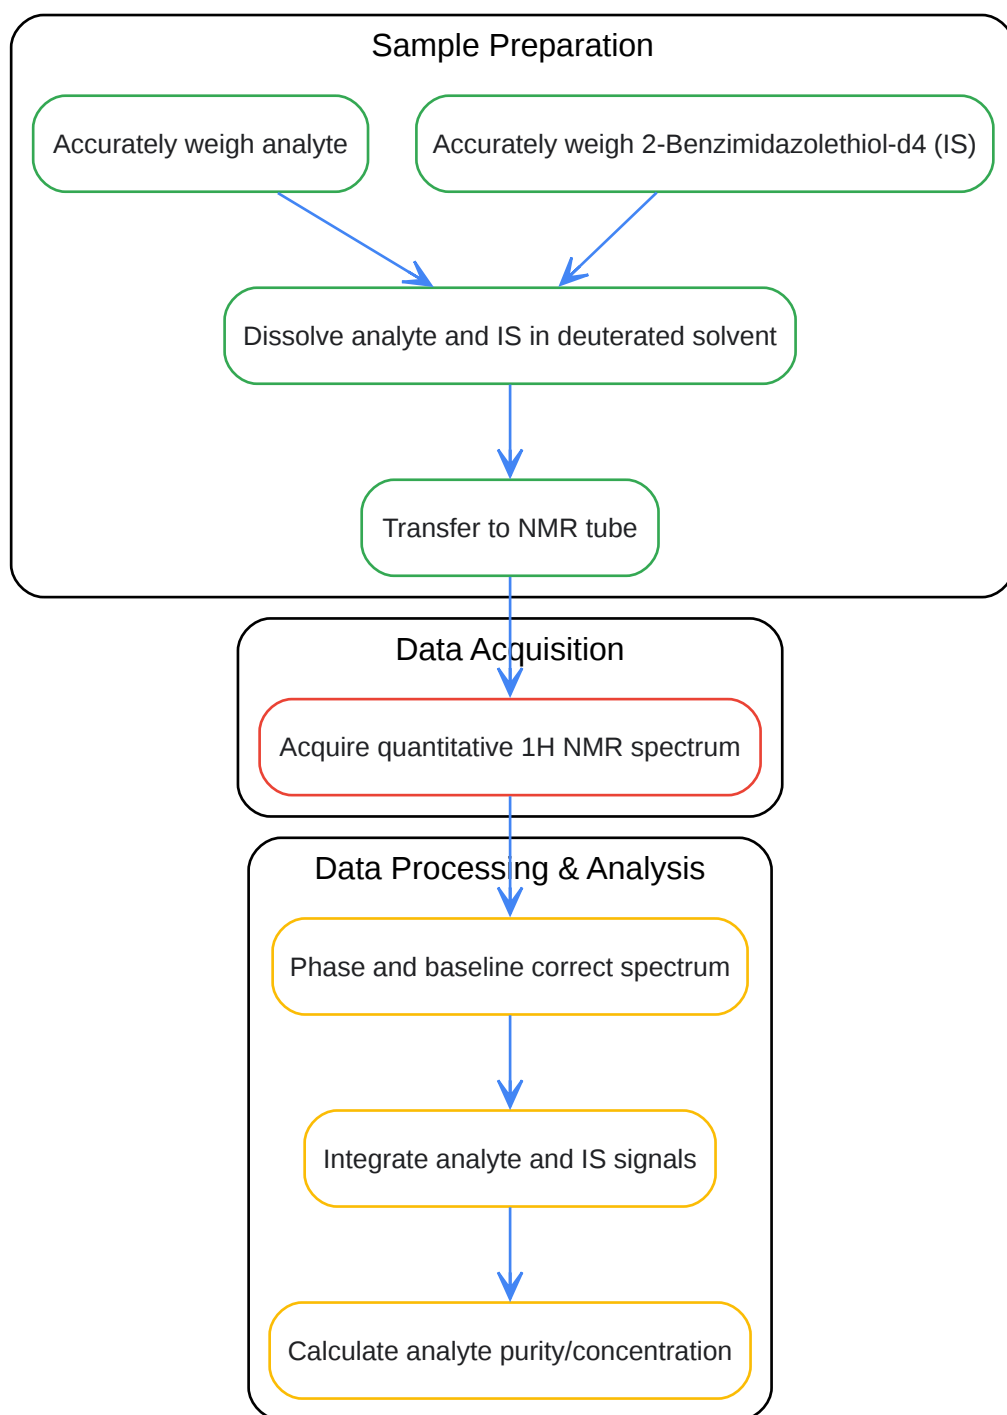 Sample Preparation
Accurately weigh analyte
Accurately weigh 2-Benzimidazolethiol-d4 (IS)
Dissolve analyte and IS in deuterated solvent
Transfer to NMR tube
Data Acquisition
Acquire quantitative 1H NMR spectrum
Data Processing & Analysis
Phase and baseline correct spectrum
Integrate analyte and IS signals
Calculate analyte purity/concentration